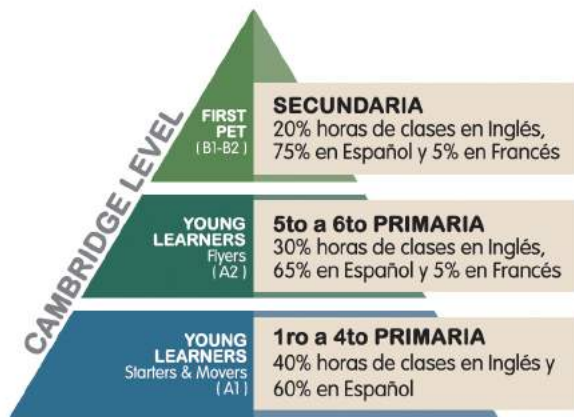 CAMBRIDGE LEVEL
FIRST
PET
(B1-B2)
SECUNDARIA
20% horas de clases en Inglés,
75% en Español y 5% en Francés
YOUNG
LEARNERS
Flyers
(A2)
5to a 6to PRIMARIA
30% horas de clases en Inglés,
65% en Español y 5% en Francés
YOUNG
LEARNERS
Starters & Movers
(A1)
1ro a 4to PRIMARIA
40% horas de clases en Inglés y
60% en Español